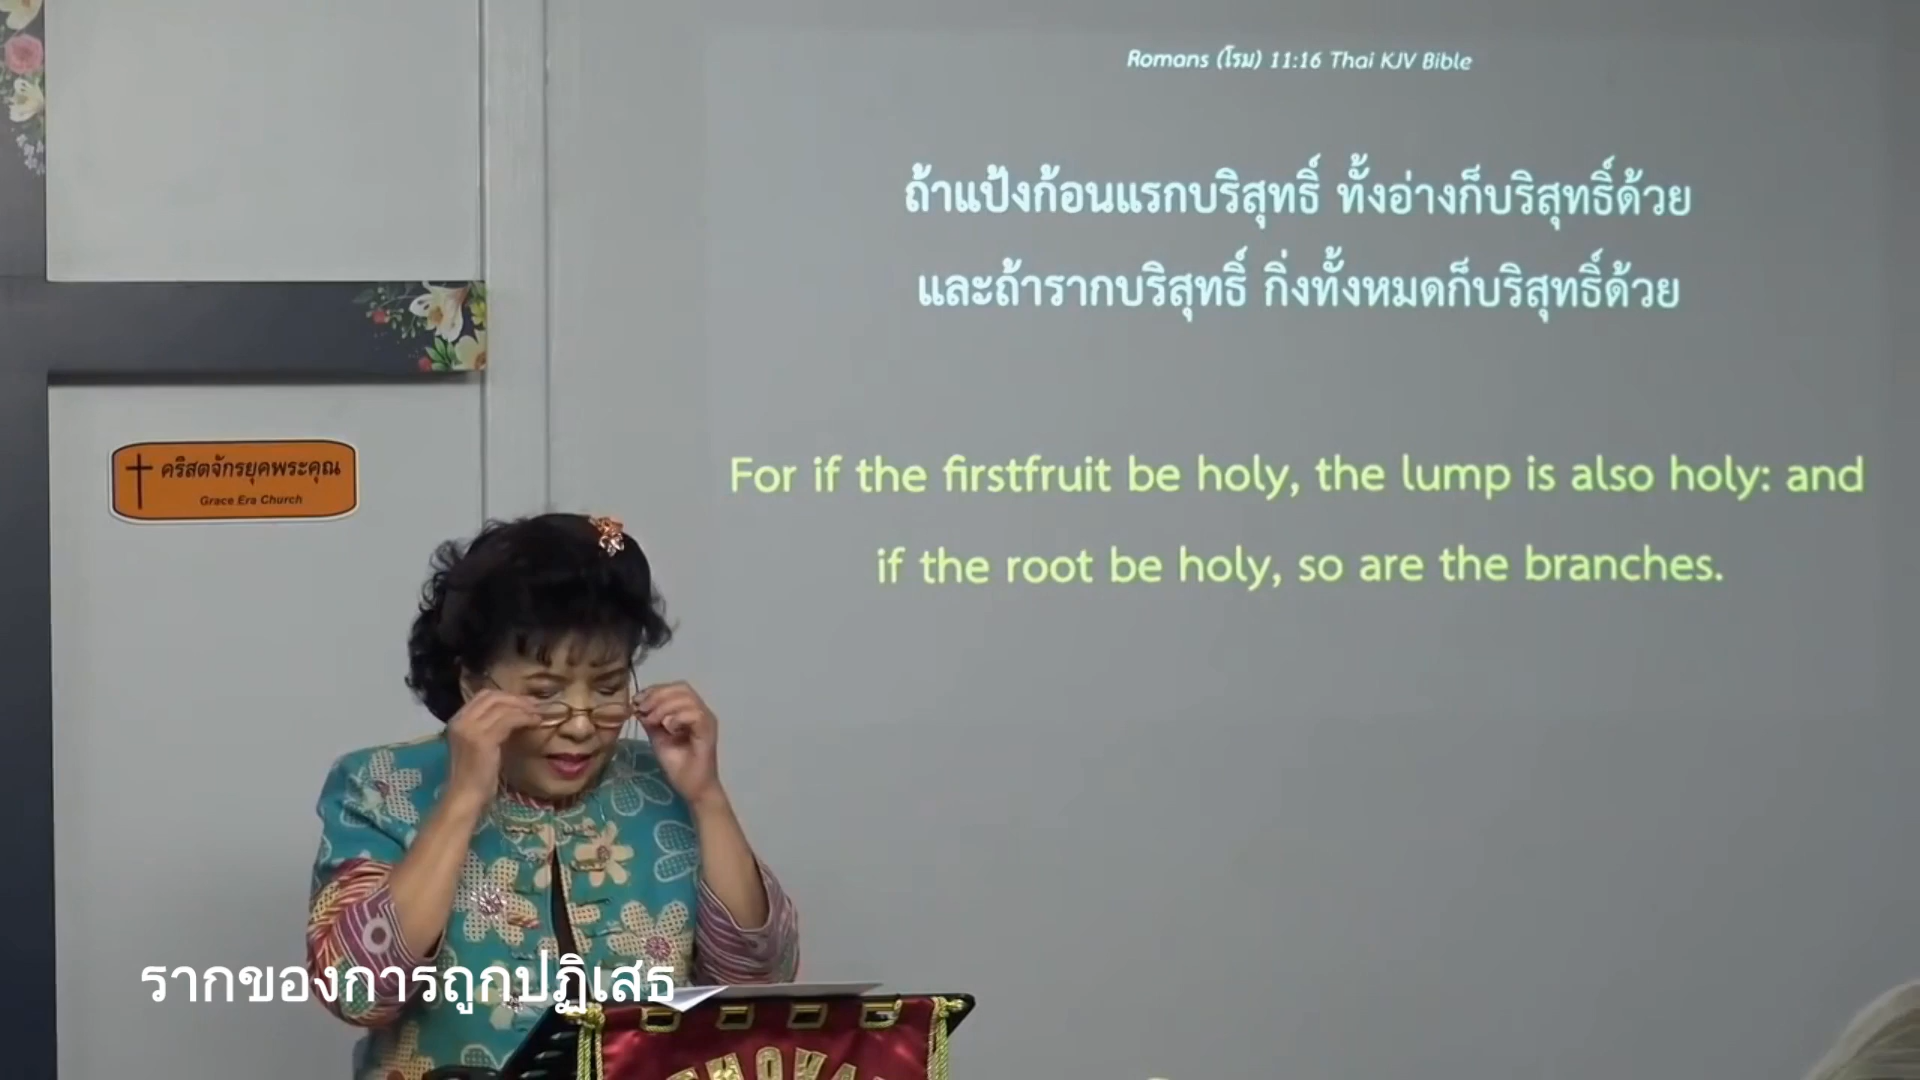 Romans (โรม) 11:16 Thai KJV Bible
ถ้าแป้งก้อนแรกบริสุทธิ์ ทั้งอ่างก็บริสุทธิ์ด้วย
และถ้ารากบริสุทธิ์ กิ่งทั้งหมดก็บริสุทธิ์ด้วย
For if the firstfruit be holy, the lump is also holy: and
if the root be holy, so are the branches.
คริสตจักรยุคพระคุณ
Grace Era Church
รากของการถูกปฏิเสธ